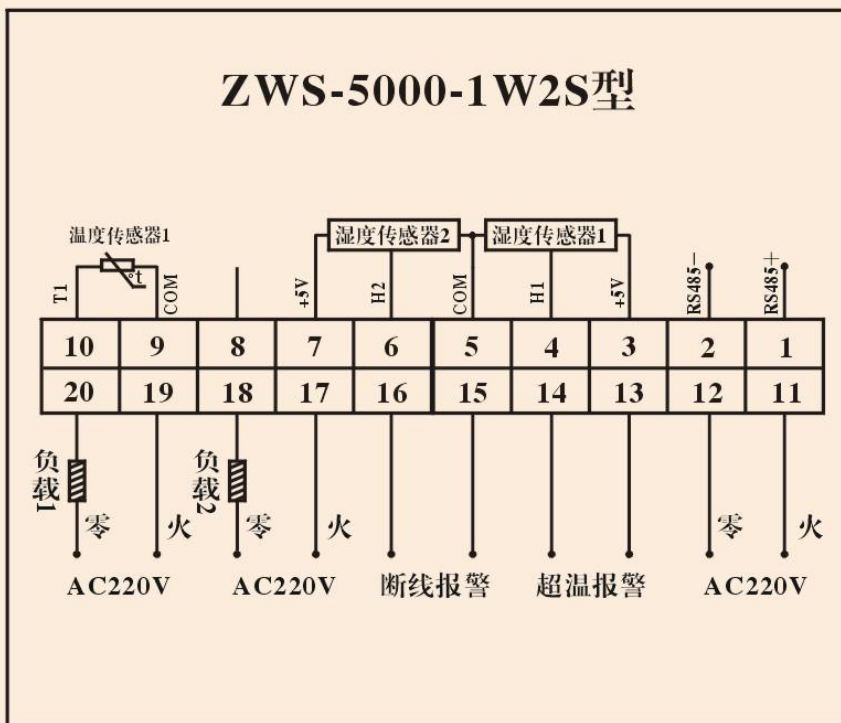 ZWS-5000-1W2S型
温度传感器1
湿度传感器2
湿度传感器1
T1
°t
COM
+5V
H2
COM
H1
+5V
RS485-
RS485+
10 9 8 7 6 5 4 3 2 1
20 19 18 17 16 15 14 13 12 11
负载1
零
火
负载2
零
火
零
火
AC220V AC220V 断线报警 超温报警 AC220V